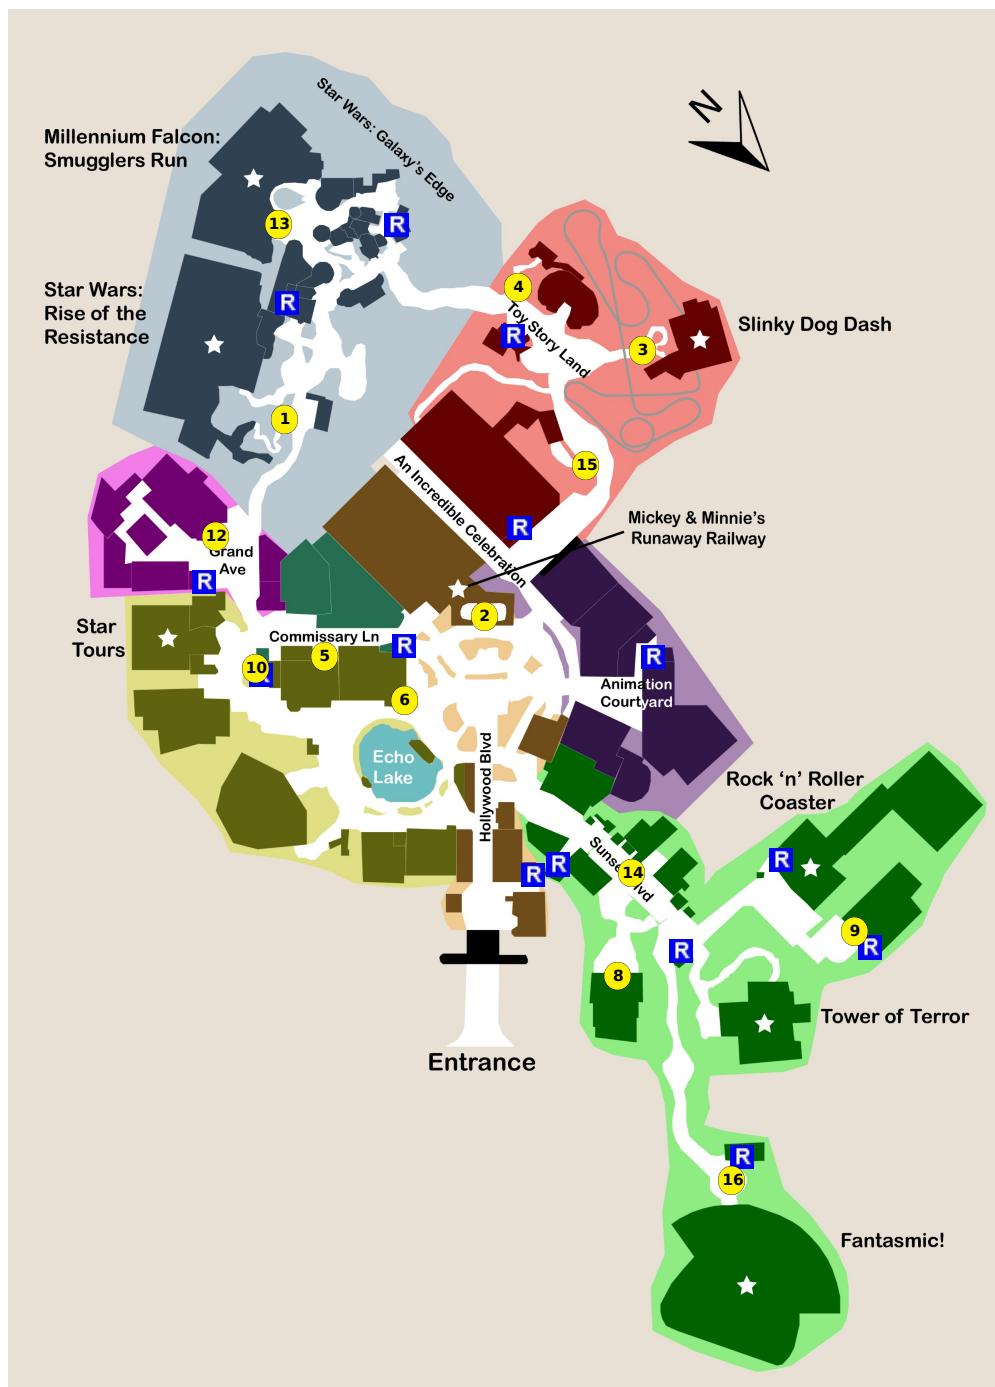 N
Star Wars: Galaxy's Edge
Millennium Falcon:
Smugglers Run
13
R
Star Wars:
Rise of the
Resistance
R
4
Toy Story Land
R
3
Slinky Dog Dash
1
15
An Incredible Celebration
R
Mickey & Minnie's
Runaway Railway
12
Grand
Ave
R
2
Star
Tours
Commissary Ln
R
5
10
R
6
R
Animation
Courtyard
Echo
Lake
Hollywood Blvd
Rock ‘n’ Roller
Coaster
R
Sunset Blvd
14
R
R
9
R
R
8
Tower of Terror
Entrance
R
16
Fantasmic!